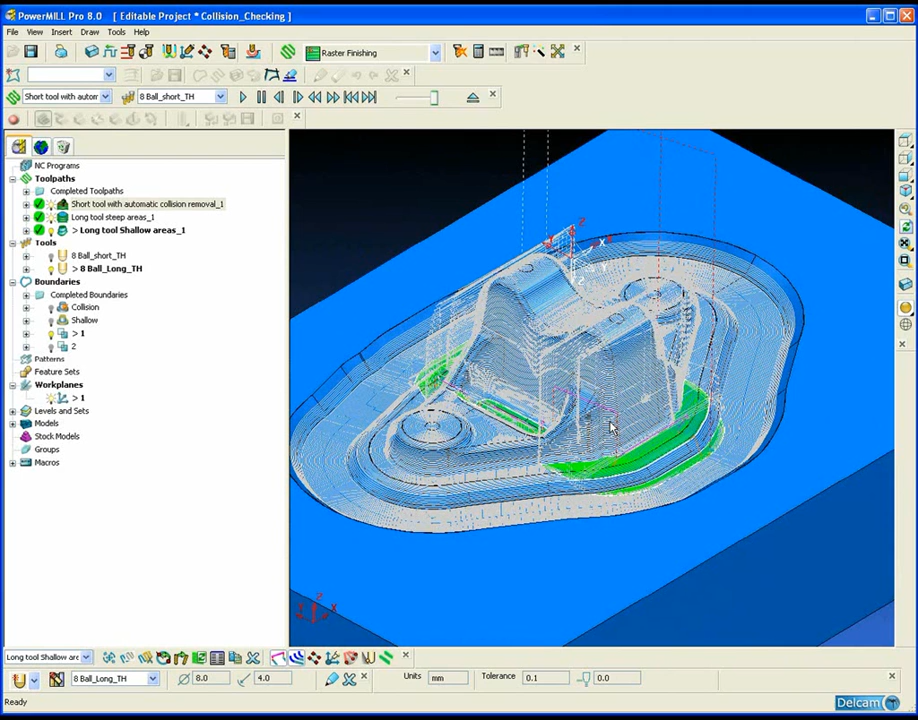 PowerMILL Pro 8.0    [ Editable Project * Collision_Checking ]
File View Insert Draw Tools Help
Raster Finishing
Short tool with autom
8 Ball_short_TH
NC Programs
Toolpaths
Completed Toolpaths
Short tool with automatic collision removal_1
Long tool steep areas_1
> Long tool Shallow areas_1
Tools
8 Ball_short_TH
> 8 Ball_Long_TH
Boundaries
Completed Boundaries
Collision
Shallow
> 1
2
Patterns
Feature Sets
Workplanes
> 1
Levels and Sets
Models
Stock Models
Groups
Macros
Z
X
Y
Z
Z
X
Long tool Shallow are
8 Ball_Long_TH
8.0
4.0
Units
mm
Tolerance
0.1
0.0
Ready
Delcam